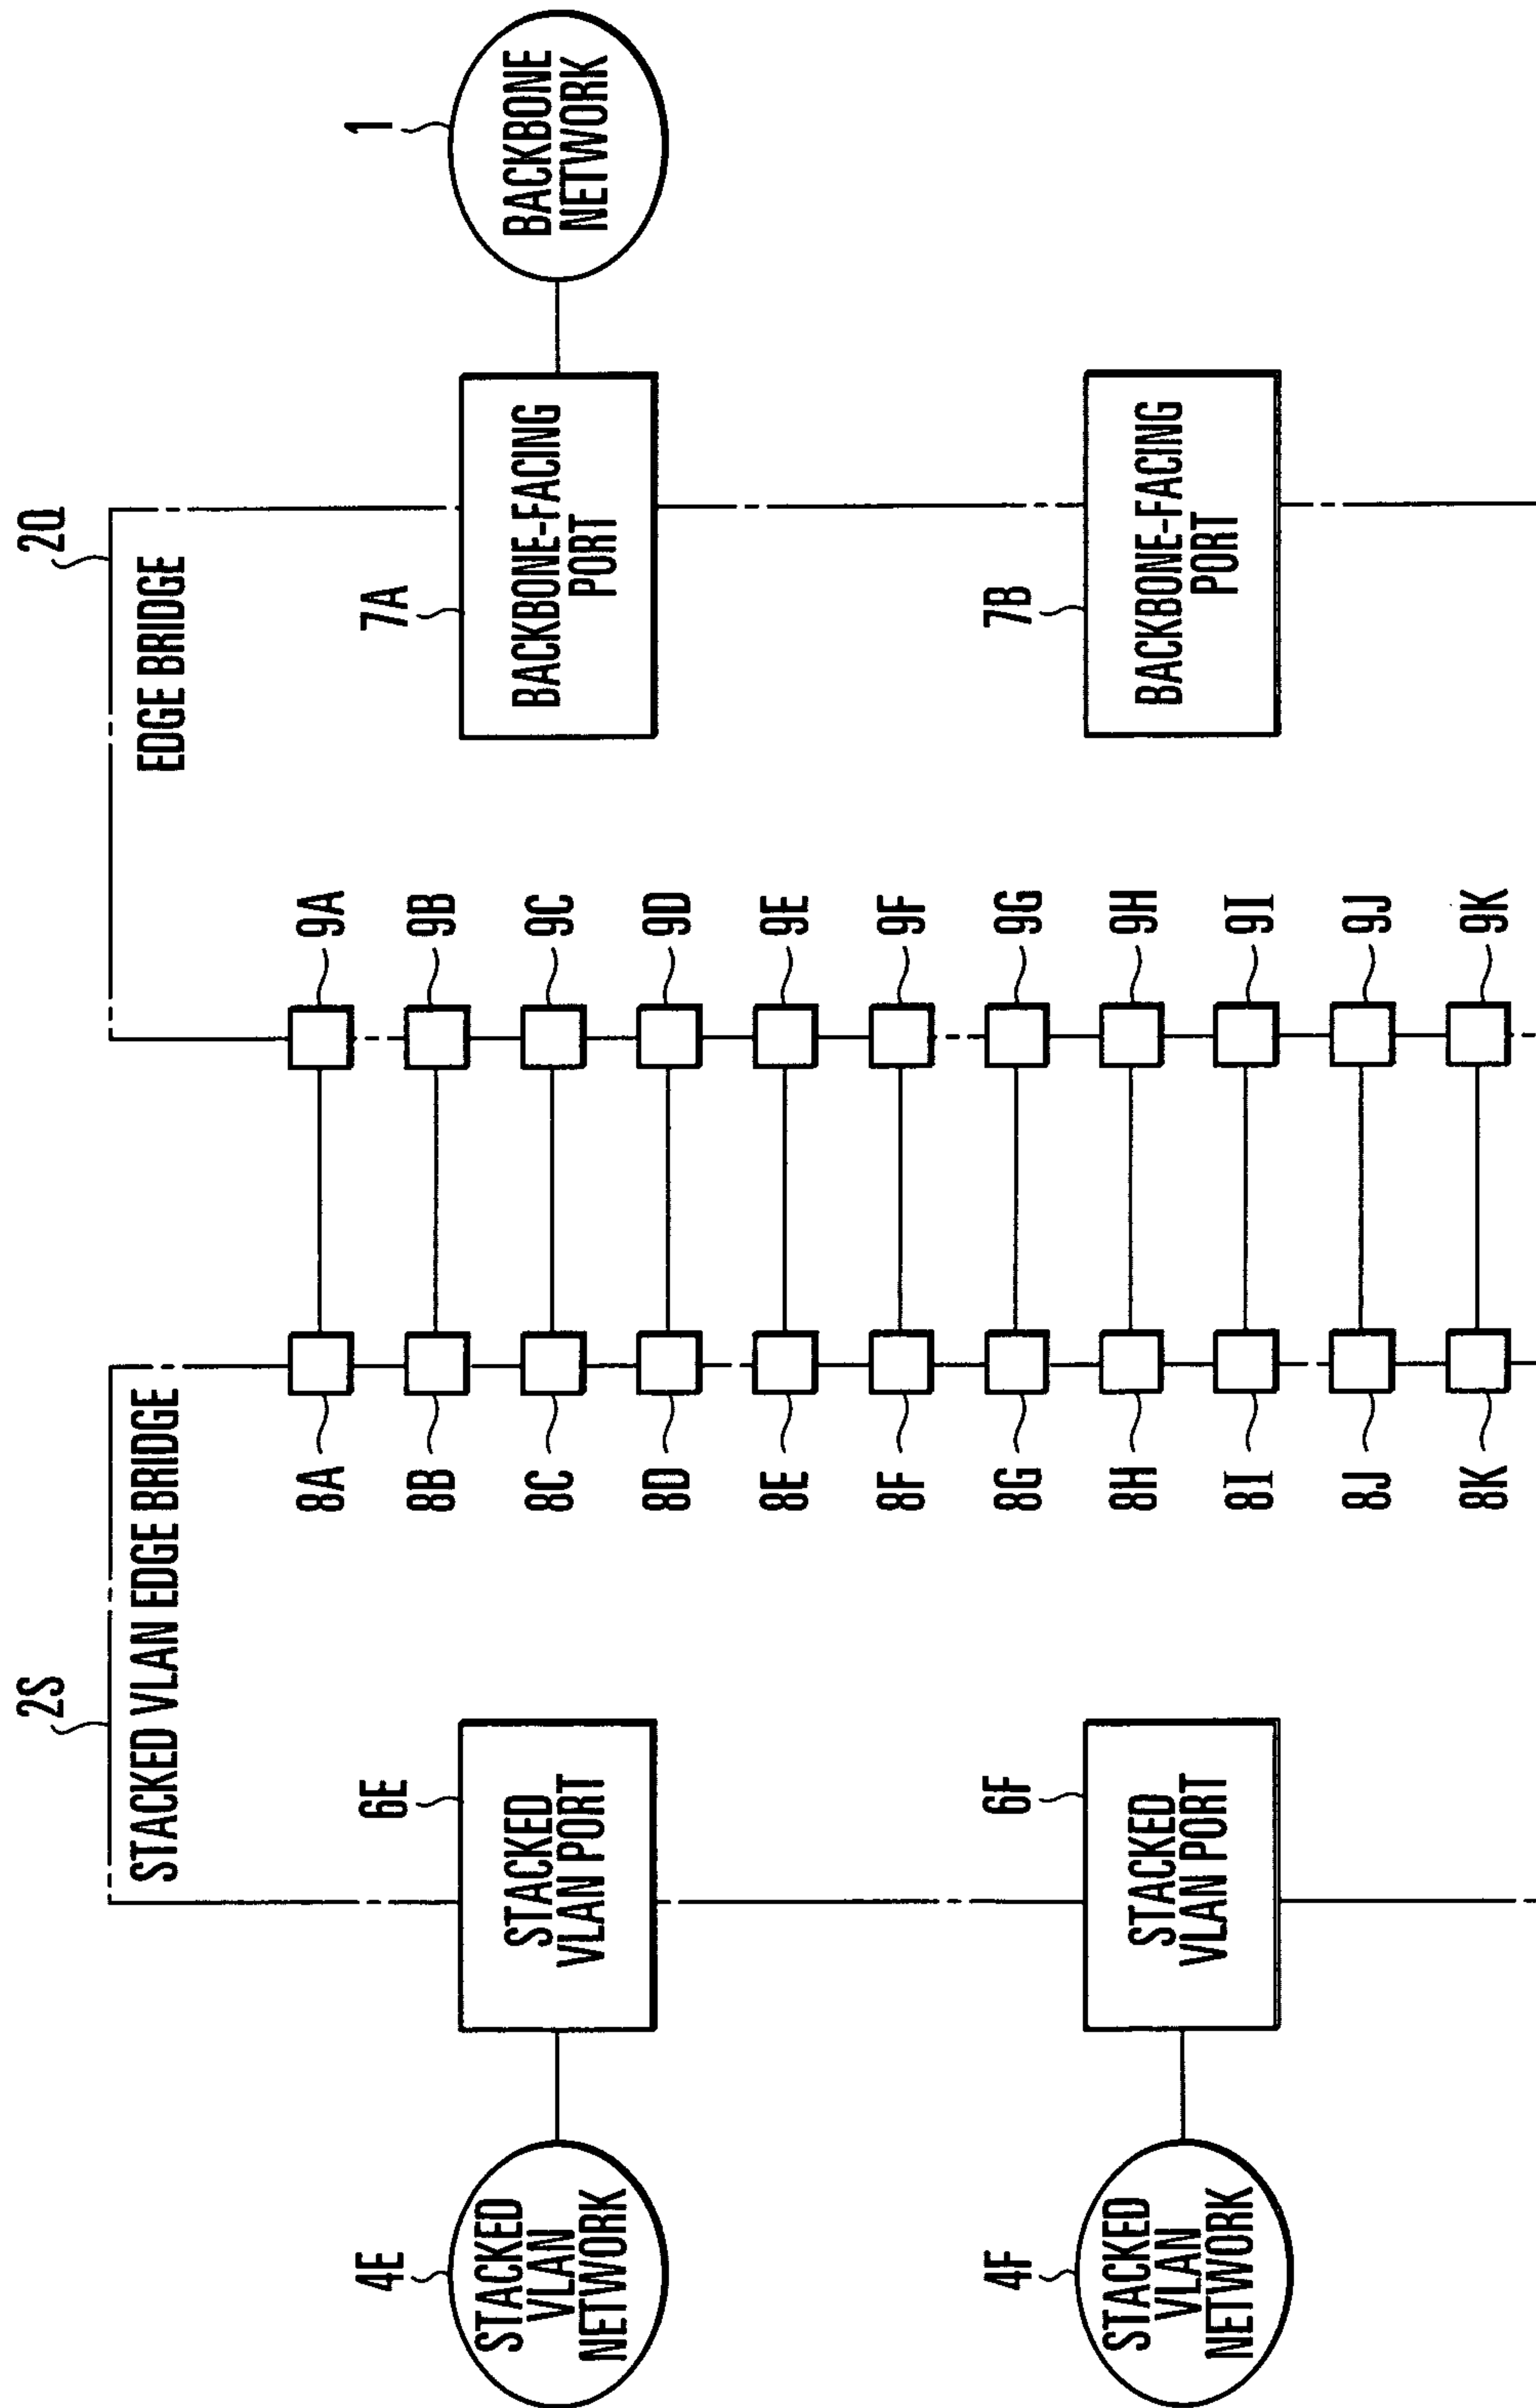 2S
2Q
STACKED VLAN EDGE BRIDGE
EDGE BRIDGE
8A
9A
8B
9B
4E
STACKED
VLAN
NETWORK
6E
STACKED
VLAN PORT
7A
BACKBONE-FACING
PORT
1
BACKBONE
NETWORK
8C
9C
8D
9D
8E
9E
8F
9F
8G
9G
4F
STACKED
VLAN
NETWORK
6F
STACKED
VLAN PORT
7B
BACKBONE-FACING
PORT
8H
9H
8I
9I
8J
9J
8K
9K